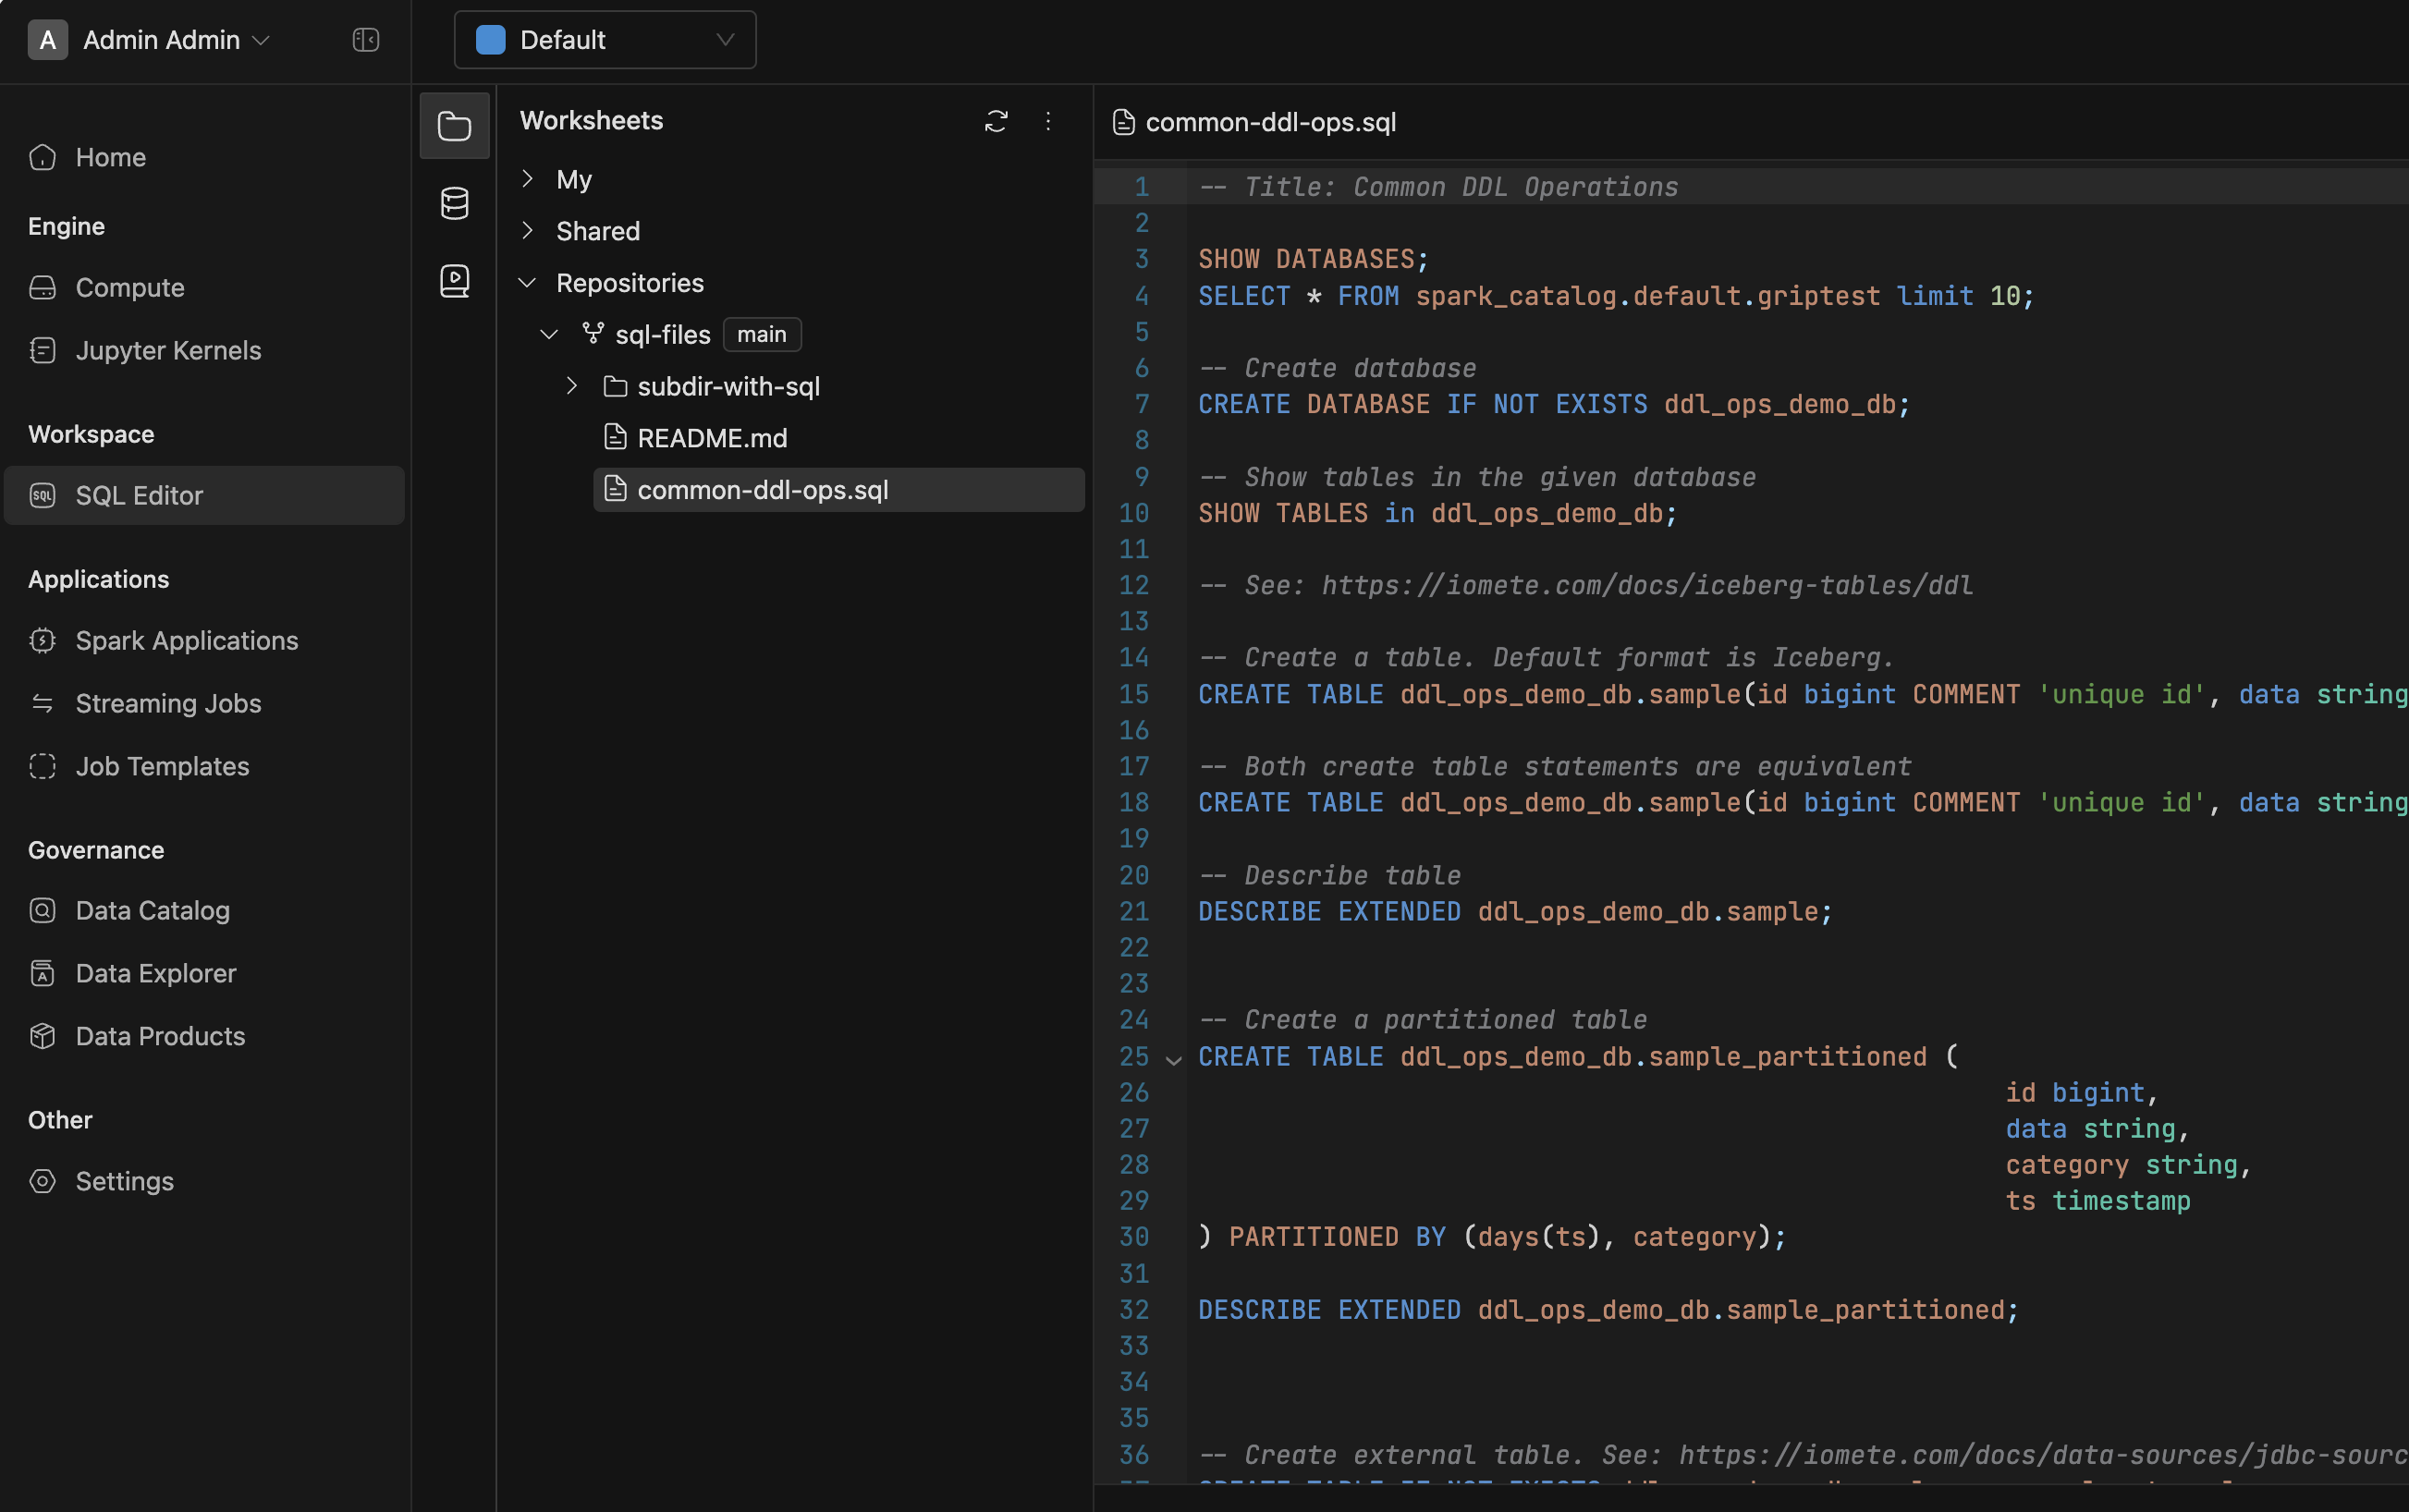 A Admin Admin
Default
Home
Engine
Compute
Jupyter Kernels
Workspace
SQL SQL Editor
Applications
Spark Applications
Streaming Jobs
Job Templates
Governance
Data Catalog
A Data Explorer
Data Products
Other
Settings
Worksheets
My
Shared
Repositories
sql-files main
subdir-with-sql
README.md
common-ddl-ops.sql
common-ddl-ops.sql
1 -- Title: Common DDL Operations
2
3 SHOW DATABASES;
4 SELECT * FROM spark_catalog.default.griptest limit 10;
5
6 -- Create database
7 CREATE DATABASE IF NOT EXISTS ddl_ops_demo_db;
8
9 -- Show tables in the given database
10 SHOW TABLES in ddl_ops_demo_db;
11
12 -- See: https://iomete.com/docs/iceberg-tables/ddl
13
14 -- Create a table. Default format is Iceberg.
15 CREATE TABLE ddl_ops_demo_db.sample(id bigint COMMENT 'unique id', data string
16
17 -- Both create table statements are equivalent
18 CREATE TABLE ddl_ops_demo_db.sample(id bigint COMMENT 'unique id', data string
19
20 -- Describe table
21 DESCRIBE EXTENDED ddl_ops_demo_db.sample;
22
23
24 -- Create a partitioned table
25 CREATE TABLE ddl_ops_demo_db.sample_partitioned (
26 id bigint,
27 data string,
28 category string,
29 ts timestamp
30 ) PARTITIONED BY (days(ts), category);
31
32 DESCRIBE EXTENDED ddl_ops_demo_db.sample_partitioned;
33
34
35
36 -- Create external table. See: https://iomete.com/docs/data-sources/jdbc-sourc
37 CREATE TABLE IF NOT EXISTS